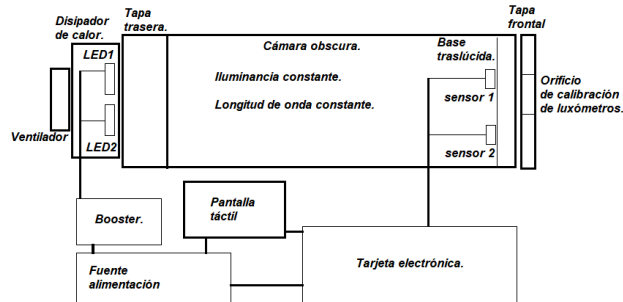 Disipador
de calor.
LED1
LED2
Ventilador
Tapa
trasera.
Cámara obscura.
Iluminancia constante.
Longitud de onda constante.
Base
traslúcida.
sensor 1
sensor 2
Tapa
frontal
Orificio
de calibración
de luxómetros.
Booster.
Pantalla
táctil
Fuente
alimentación
Tarjeta electrónica.